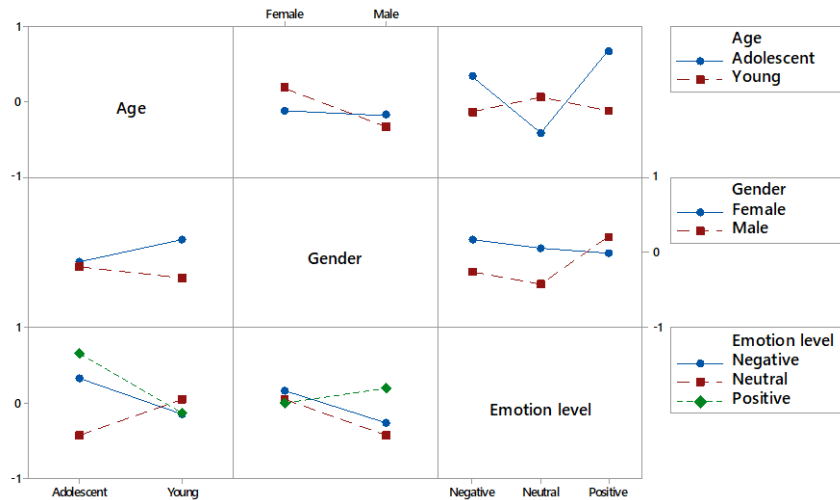 Female Male
1
0
-1
Age
Age
Adolescent
Young
Gender
1
0
-1
Gender
Female
Male
1
0
-1
Emotion level
Emotion level
Negative
Neutral
Positive
Adolescent Young
Negative Neutral Positive